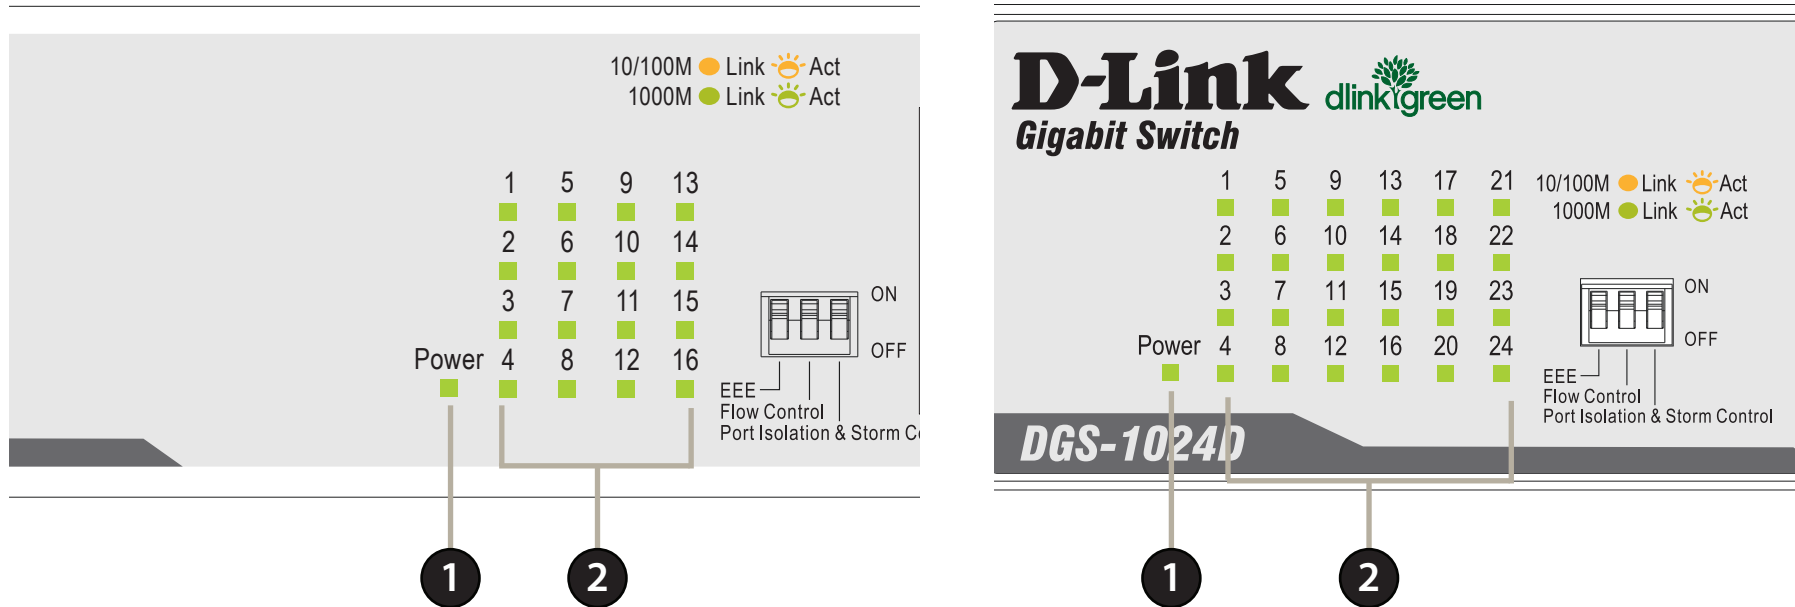 10/100M Link Act
1000M Link Act
1 5 9 13
2 6 10 14
3 7 11 15
Power 4 8 12 16
ON
OFF
EEE
Flow Control
Port Isolation & Storm
1 2
D-Link dlinkgreen
Gigabit Switch
1 5 9 13 17 21
10/100M Link Act
1000M Link Act
2 6 10 14 18 22
3 7 11 15 19 23
Power 4 8 12 16 20 24
ON
OFF
EEE
Flow Control
Port Isolation & Storm Control
DGS-1024D
1 2